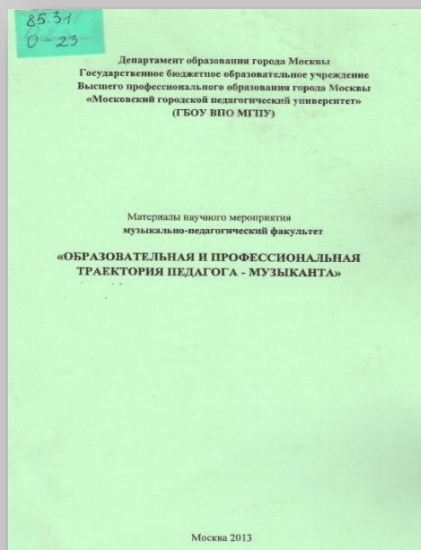 85.31
О-23
Департамент образования города Москвы
Государственное бюджетное образовательное учреждение
Высшего профессионального образования города Москвы
«Московский городской педагогический университет»
(ГБОУ ВПО МГПУ)
Материалы научного мероприятия
музыкально-педагогический факультет
«ОБРАЗОВАТЕЛЬНАЯ И ПРОФЕССИОНАЛЬНАЯ
ТРАЕКТОРИЯ ПЕДАГОГА - МУЗЫКАНТА»
Москва 2013